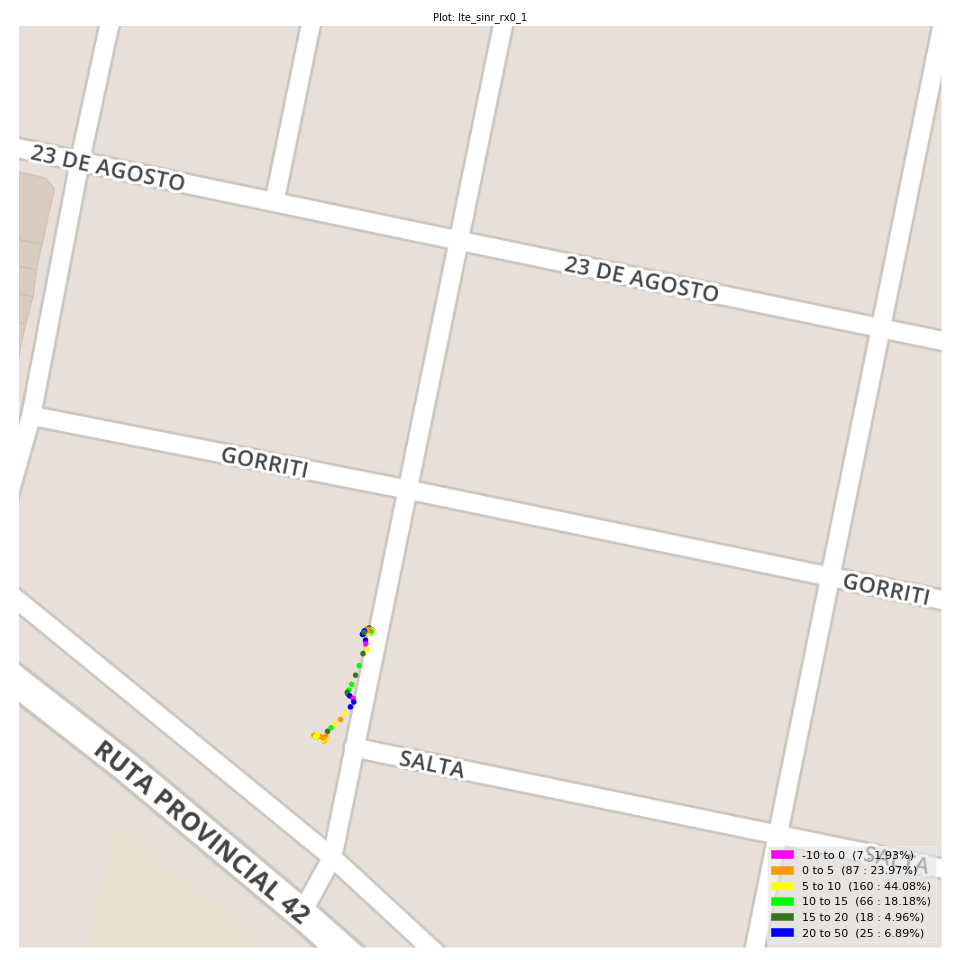 Plot: lte_sinr_rx0_1
23 DE AGOSTO
23 DE AGOSTO
GORRITI
GORRITI
SALTA
RUTA PROVINCIAL 42
SALTA
-10 to 0 (7 : 1.93%)
0 to 5 (87 : 23.97%)
5 to 10 (160 : 44.08%)
10 to 15 (66 : 18.18%)
15 to 20 (18 : 4.96%)
20 to 50 (25 : 6.89%)